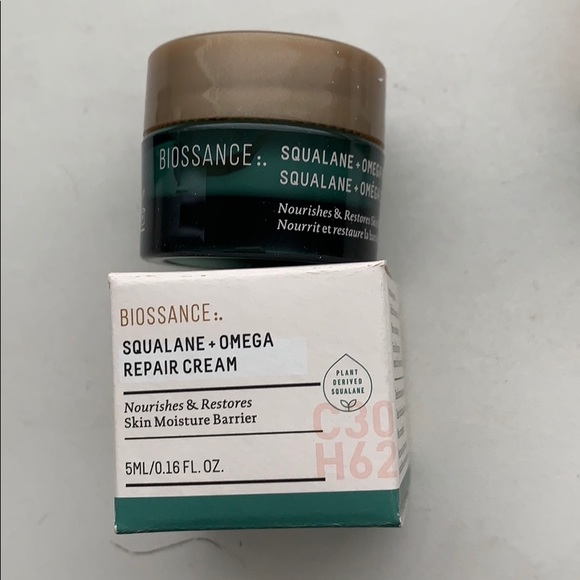 BIOSSANCE:.
SQUALANE + OMEGA
SQUALANE + OMÉGA
Nourishes & Restores
Nourrit et restaure la
BIOSSANCE:.
SQUALANE + OMEGA
REPAIR CREAM
Nourishes & Restores
Skin Moisture Barrier
5ML/0.16 FL. OZ.
PLANT
DERIVED
SQUALANE
C30
H62